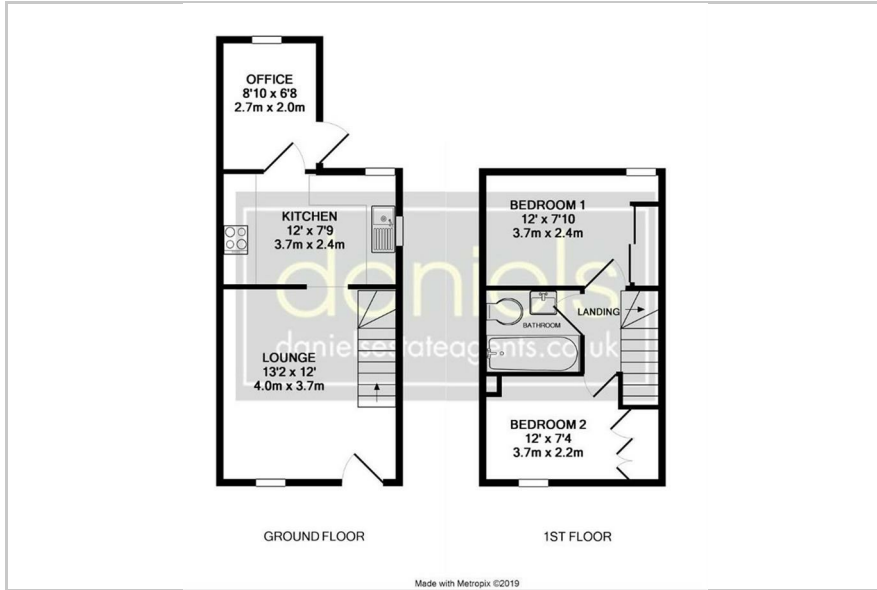 OFFICE
8'10 x 6'8
2.7m x 2.0m
KITCHEN
12' x 7'9
3.7m x 2.4m
LOUNGE
13'2 x 12'
4.0m x 3.7m
GROUND FLOOR
BEDROOM 1
12' x 7'10
3.7m x 2.4m
LANDING
BATHROOM
BEDROOM 2
12' x 7'4
3.7m x 2.2m
1ST FLOOR
daniels
danielsestateagents.co.uk
Made with Metropix ©2019